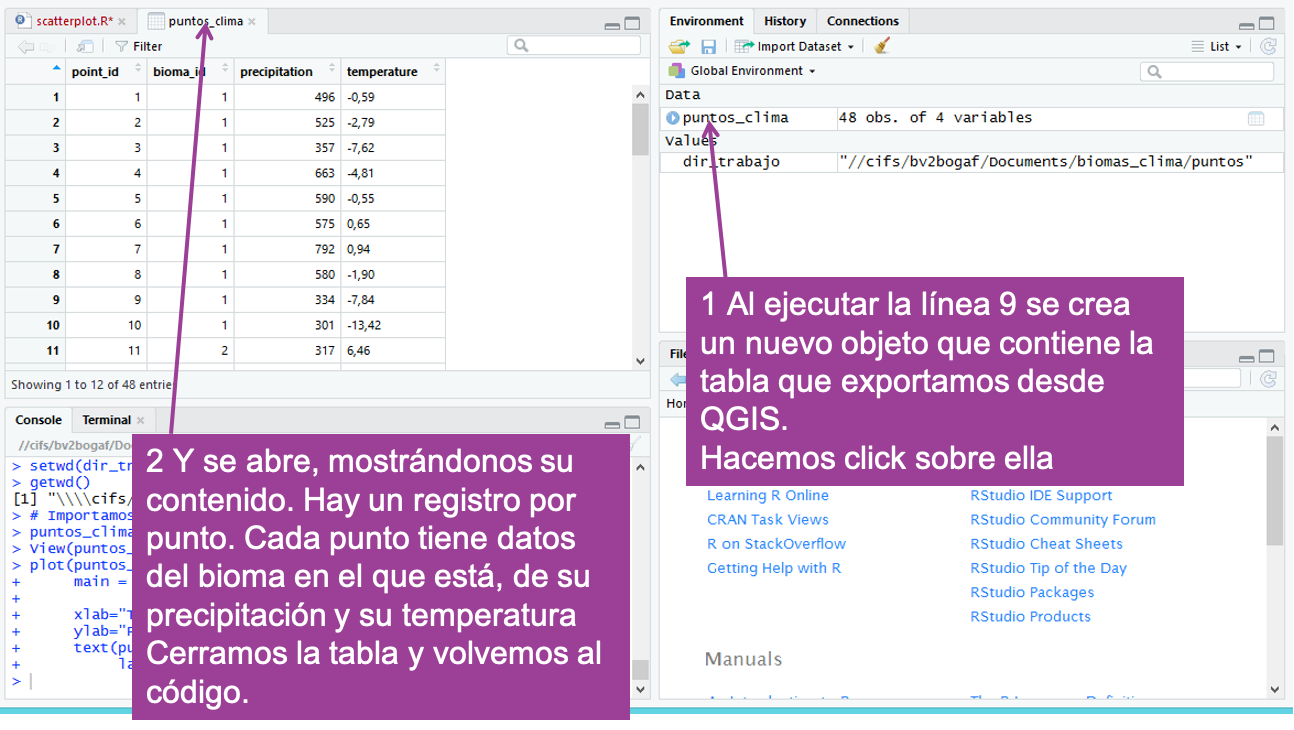 scatterplot.R* ×
puntos_clima ×
Filter
point_id bioma_id precipitation temperature
1 1 1 496 -0,59
2 2 1 525 -2,79
3 3 1 357 -7,62
4 4 1 663 -4,81
5 5 1 590 -0,55
6 6 1 575 0,65
7 7 1 792 0,94
8 8 1 580 -1,90
9 9 1 334 -7,84
10 10 1 301 -13,42
11 11 2 317 6,46
Showing 1 to 12 of 48 entrie
Console Terminal ×
//cifs/bv2bogaf/Do
> setwd(dir_tr
> getwd()
[1] "\\\\cifs/
> # Importamos
> puntos_clima
> View(puntos_
> plot(puntos_
+ main =
+
+ xlab="T
+ ylab="P
+ text(pu
+ la
>
2 Y se abre, mostrándonos su
contenido. Hay un registro por
punto. Cada punto tiene datos
del bioma en el que está, de su
precipitación y su temperatura
Cerramos la tabla y volvemos al
código.
Environment History Connections
Import Dataset List
Global Environment
Data
puntos_clima 48 obs. of 4 variables
Values
dir_trabajo "//cifs/bv2bogaf/Documents/biomas_clima/puntos"
1 Al ejecutar la línea 9 se crea
un nuevo objeto que contiene la
tabla que exportamos desde
QGIS.
Hacemos click sobre ella
File
Hor
Learning R Online RStudio IDE Support
CRAN Task Views RStudio Community Forum
R on StackOverflow RStudio Cheat Sheets
Getting Help with R RStudio Tip of the Day
RStudio Packages
RStudio Products
Manuals